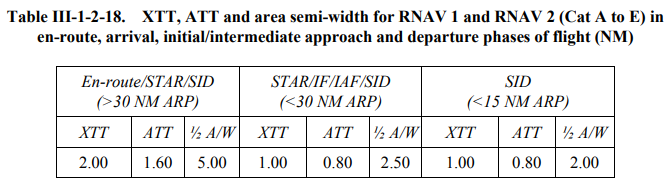 Table III-1-2-18. XTT, ATT and area semi-width for RNAV 1 and RNAV 2 (Cat A to E) in
en-route, arrival, initial/intermediate approach and departure phases of flight (NM)
En-route/STAR/SID STAR/IF/IAF/SID SID
(>30 NM ARP) (<30 NM ARP) (<15 NM ARP)
XTT ATT ½ A/W XTT ATT ½ A/W XTT ATT ½ A/W
2.00 1.60 5.00 1.00 0.80 2.50 1.00 0.80 2.00